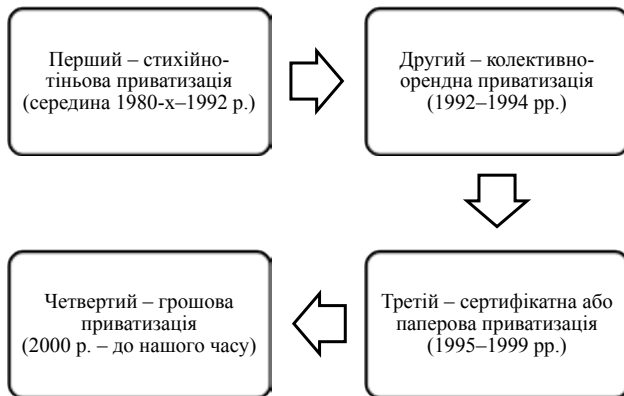 Перший – стихійно-
тіньова приватизація
(середина 1980-х–1992 р.)
Другий – колективно-
орендна приватизація
(1992–1994 рр.)
Третій – сертифікатна або
паперова приватизація
(1995–1999 рр.)
Четвертий – грошова
приватизація
(2000 р. – до нашого часу)